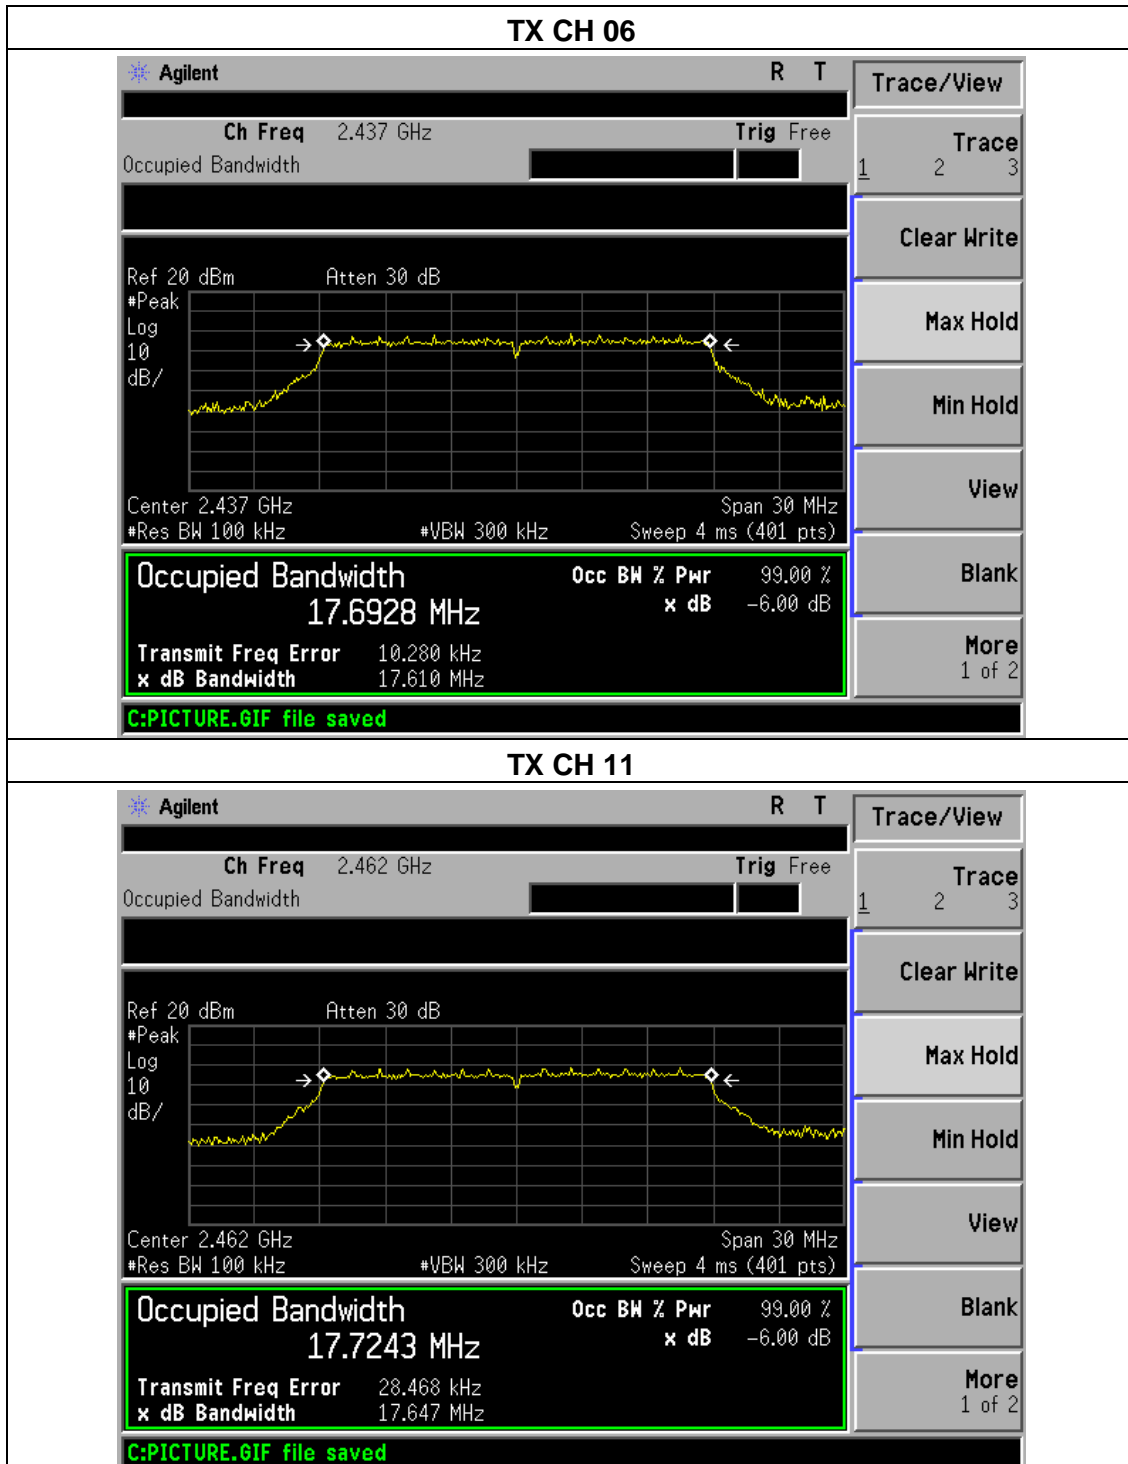 TX CH 06
Agilent R T Trace/View
Ch Freq 2.437 GHz Trig Free
Occupied Bandwidth
Trace
1 2 3
Clear Write
Ref 20 dBm Atten 30 dB
#Peak
Log
10
dB/
Max Hold
Min Hold
View
Center 2.437 GHz Span 30 MHz
#Res BW 100 kHz #VBW 300 kHz Sweep 4 ms (401 pts)
Occupied Bandwidth Occ BW % Pwr 99.00 %
17.6928 MHz x dB -6.00 dB
Blank
Transmit Freq Error 10.280 kHz
x dB Bandwidth 17.610 MHz
More
1 of 2
C:PICTURE.GIF file saved
TX CH 11
Agilent R T Trace/View
Ch Freq 2.462 GHz Trig Free
Occupied Bandwidth
Trace
1 2 3
Clear Write
Ref 20 dBm Atten 30 dB
#Peak
Log
10
dB/
Max Hold
Min Hold
View
Center 2.462 GHz Span 30 MHz
#Res BW 100 kHz #VBW 300 kHz Sweep 4 ms (401 pts)
Occupied Bandwidth Occ BW % Pwr 99.00 %
17.7243 MHz x dB -6.00 dB
Blank
Transmit Freq Error 28.468 kHz
x dB Bandwidth 17.647 MHz
More
1 of 2
C:PICTURE.GIF file saved